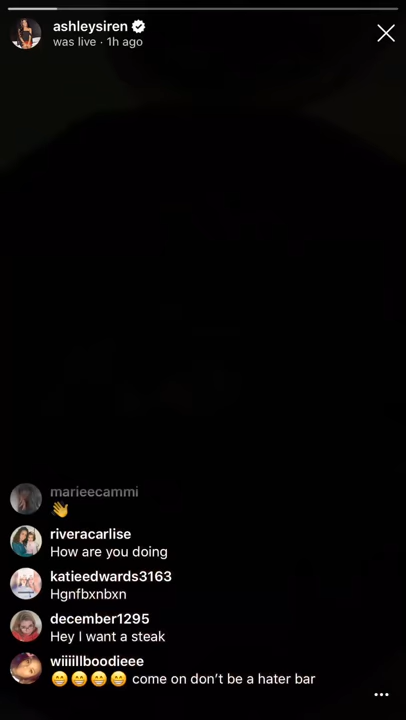 ashleysiren
was live · 1h ago
marieecammi
👋
riveracarlise
How are you doing
katieedwards3163
Hgnfbxnbxn
december1295
Hey I want a steak
wiiiillboodieee
😁😁😁😁 come on don’t be a hater bar